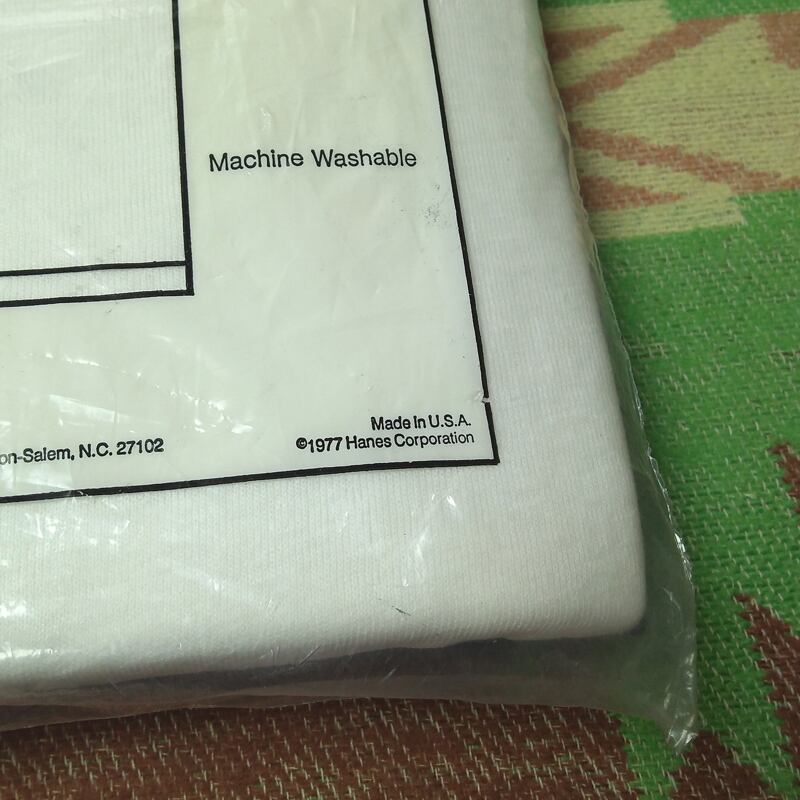 Machine Washable
Made In U.S.A.
on-Salem, N.C. 27102
©1977 Hanes Corporation